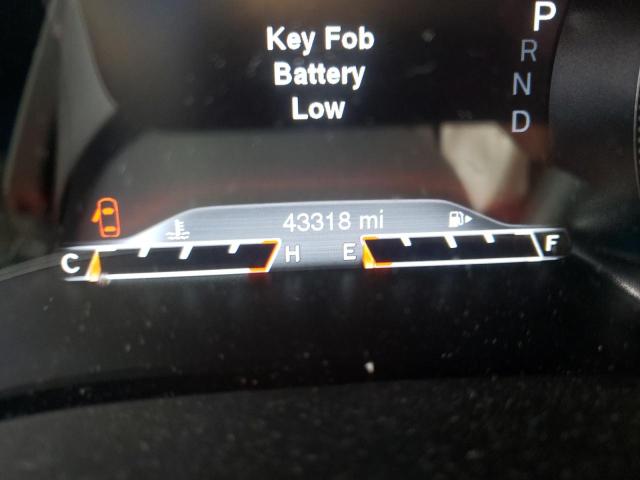 Key Fob
Battery
Low
P
R
N
D
43318 mi
C H E F